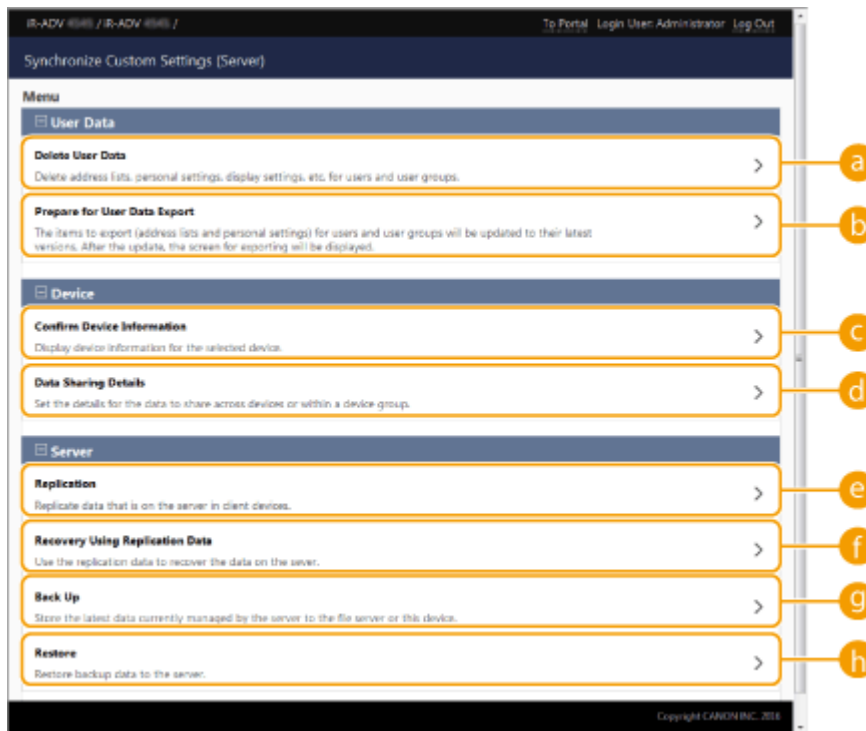 iR-ADV / iR-ADV /
To Portal Login User: Administrator Log Out
Synchronize Custom Settings (Server)
Menu
User Data
Delete User Data
Delete address lists, personal settings, display settings, etc. for users and user groups.
a
Prepare for User Data Export
The items to export (address lists and personal settings) for users and user groups will be updated to their latest
versions. After the update, the screen for exporting will be displayed.
b
Device
Confirm Device Information
Display device information for the selected device.
c
Data Sharing Details
Set the details for the data to share across devices or within a device group.
d
Server
Replication
Replicate data that is on the server in client devices.
e
Recovery Using Replication Data
Use the replication data to recover the data on the sever.
f
Back Up
Store the latest data currently managed by the server to the file server or this device.
g
Restore
Restore backup data to the server.
h
Copyright CANON INC. 2016